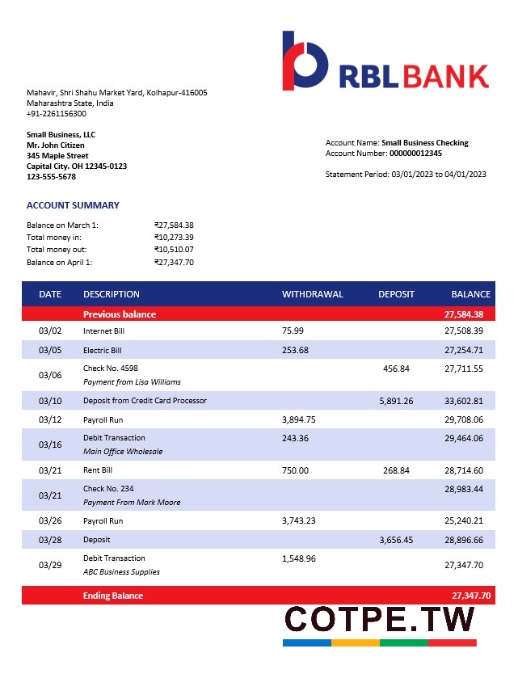 RBL BANK
Mahavir, Shri Shahu Market Yard, Kolhapur-416005
Maharashtra State, India
+91-2261156300
Small Business, LLC
Mr. John Citizen
345 Maple Street
Capital City. OH 12345-0123
123-555-5678
Account Name: Small Business Checking
Account Number: 000000012345
Statement Period: 03/01/2023 to 04/01/2023
ACCOUNT SUMMARY
Balance on March 1: ₹27,584.38
Total money in: ₹10,273.39
Total money out: ₹10,510.07
Balance on April 1: ₹27,347.70
DATE DESCRIPTION WITHDRAWAL DEPOSIT BALANCE
Previous balance 27,584.38
03/02 Internet Bill 75.99 27,508.39
03/05 Electric Bill 253.68 27,254.71
03/06 Check No. 4598 456.84 27,711.55
Payment from Lisa Williams
03/10 Deposit from Credit Card Processor 5,891.26 33,602.81
03/12 Payroll Run 3,894.75 29,708.06
03/16 Debit Transaction 243.36 29,464.06
Main Office Wholesale
03/21 Rent Bill 750.00 268.84 28,714.60
03/21 Check No. 234 28,983.44
Payment From Mark Moore
03/26 Payroll Run 3,743.23 25,240.21
03/28 Deposit 3,656.45 28,896.66
03/29 Debit Transaction 1,548.96 27,347.70
ABC Business Supplies
Ending Balance 27,347.70
COTPE.TW